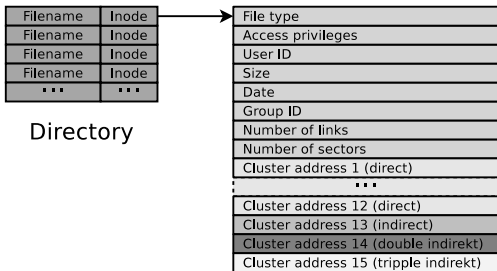 Filename Inode
Filename Inode
Filename Inode
Filename Inode
... ...
Directory
File type
Access privileges
User ID
Size
Date
Group ID
Number of links
Number of sectors
Cluster address 1 (direct)
...
Cluster address 12 (direct)
Cluster address 13 (indirect)
Cluster address 14 (double indirekt)
Cluster address 15 (tripple indirekt)